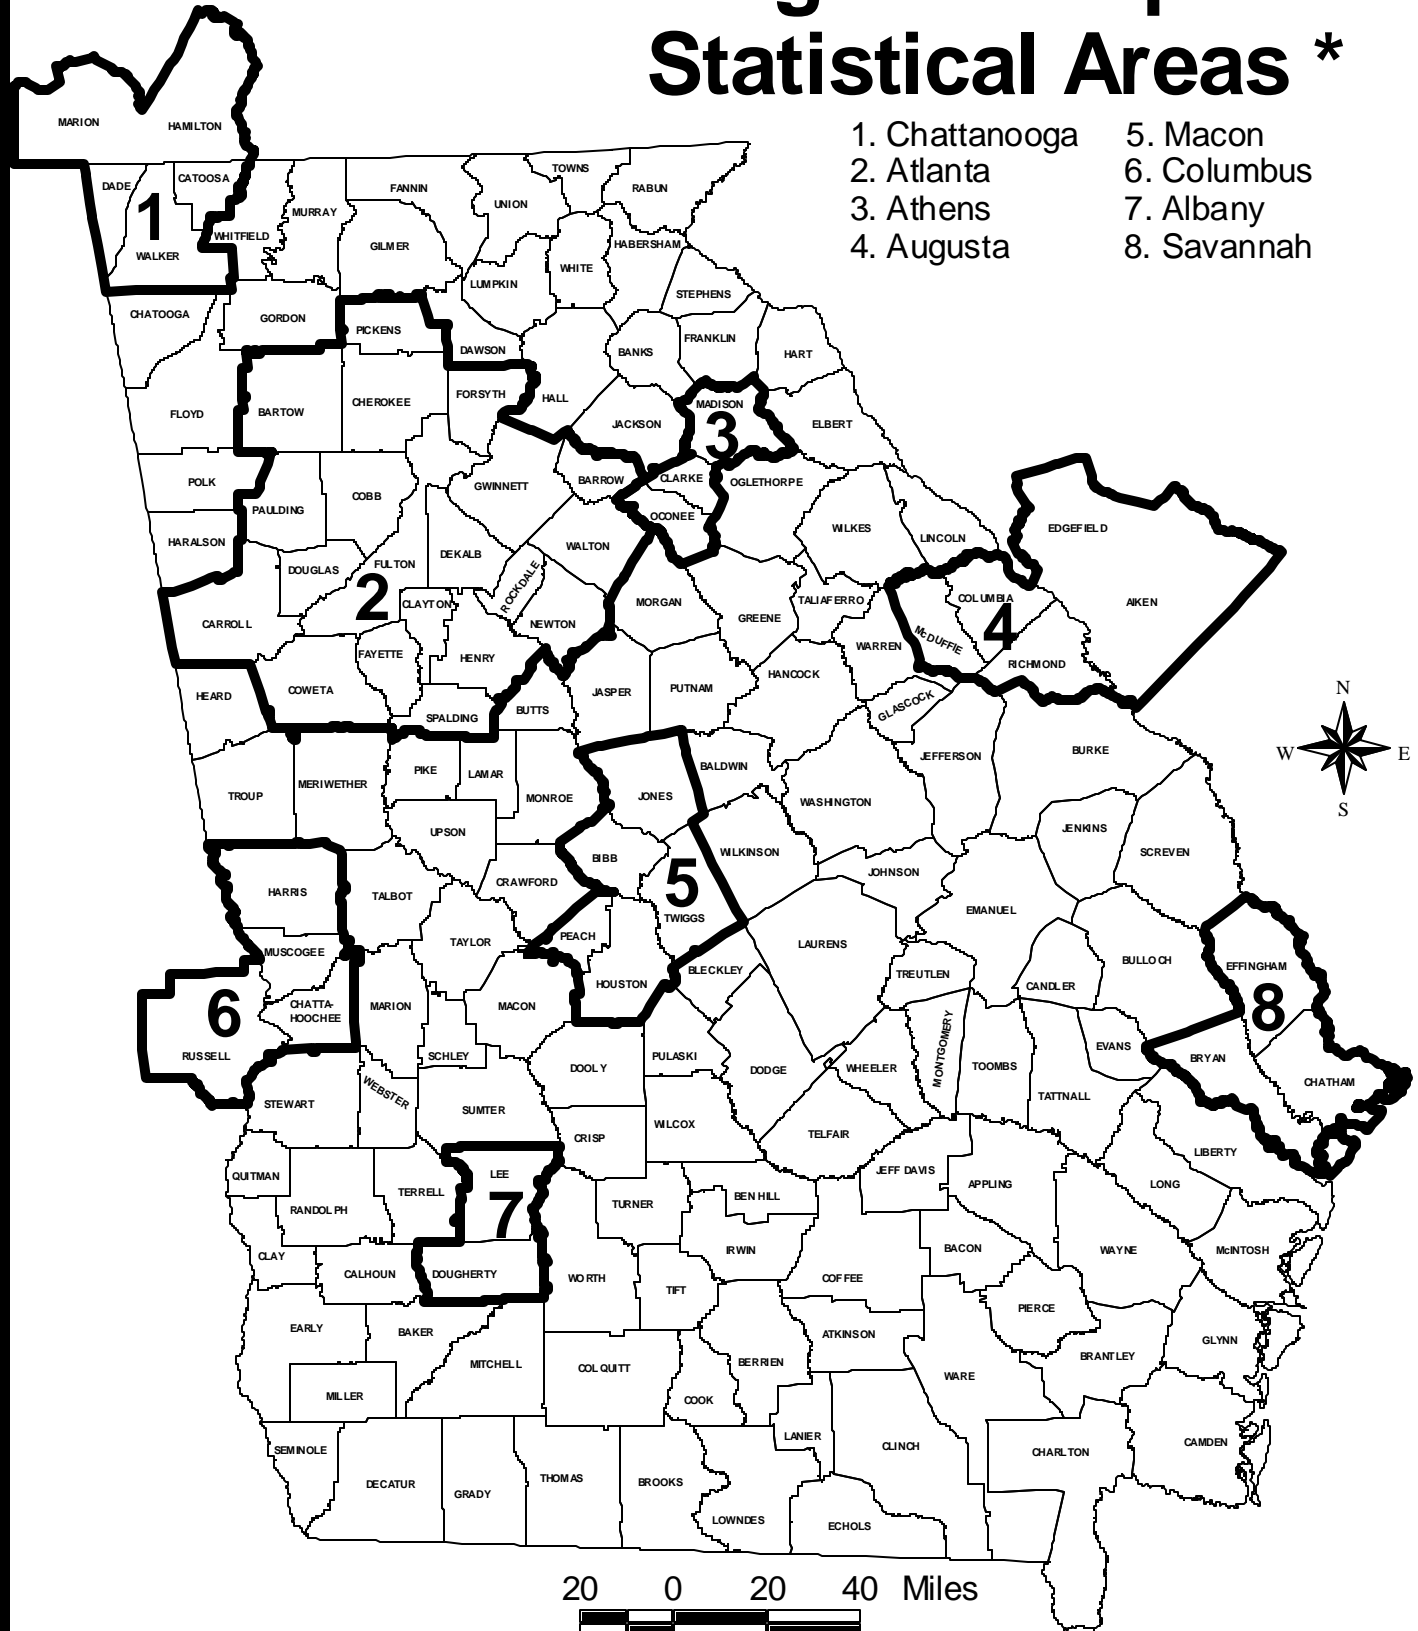 Statistical Areas *
1. Chattanooga
2. Atlanta
3. Athens
4. Augusta
5. Macon
6. Columbus
7. Albany
8. Savannah
MARION
HAMILTON
DADE
CATOOSA
1
WALKER
WHITFIELD
MURRAY
FANNIN
GILMER
UNION
TOWNS
RABUN
HABERSHAM
WHITE
LUMPKIN
STEPHENS
CHATOOGA
GORDON
PICKENS
DAWSON
BANKS
FRANKLIN
HART
FLOYD
BARTOW
CHEROKEE
FORSYTH
HALL
JACKSON
MADISON
3
ELBERT
POLK
PAULDING
COBB
GWINNETT
BARROW
CLARKE
OCONEE
OGLETHORPE
HARALSON
DOUGLAS
FULTON
2
DEKALB
ROCKDALE
WALTON
WILKES
LINCOLN
EDGEFIELD
AIKEN
CARROLL
CLAYTON
NEWTON
MORGAN
GREENE
TALIAFERRO
COLUMBIA
4
McDUFFIE
RICHMOND
WARREN
FAYETTE
HENRY
COWETA
HEARD
SPALDING
BUTTS
JASPER
PUTNAM
HANCOCK
GLASCOCK
JEFFERSON
BURKE
N
W
E
S
TROUP
MERIWETHER
PIKE
LAMAR
MONROE
JONES
BALDWIN
WASHINGTON
JENKINS
SCREVEN
UPSON
BIBB
5
TWIGGS
WILKINSON
JOHNSON
EMANUEL
HARRIS
TALBOT
CRAWFORD
TAYLOR
PEACH
HOUSTON
BLECKLEY
LAURENS
TREUTLEN
CANDLER
BULLOCH
EFFINGHAM
8
MUSCOGEE
6
CHATTA-
HOOCHEE
RUSSELL
MARION
MACON
SCHLEY
DOOLY
PULASKI
DODGE
WHEELER
MONTGOMERY
TOOMBS
EVANS
TATTNALL
BRYAN
CHATHAM
STEWART
WEBSTER
SUMTER
CRISP
WILCOX
TELFAIR
LIBERTY
QUITMAN
RANDOLPH
TERRELL
LEE
7
TURNER
BEN HILL
JEFF DAVIS
APPLING
LONG
CLAY
CALHOUN
DOUGHERTY
WORTH
TIFT
IRWIN
COFFEE
BACON
WAYNE
McINTOSH
EARLY
BAKER
MITCHELL
COLQUITT
BERRIEN
ATKINSON
PIERCE
BRANTLEY
GLYNN
MILLER
COOK
WARE
SEMINOLE
DECATUR
GRADY
THOMAS
BROOKS
LANIER
CLINCH
CHARLTON
CAMDEN
LOWNDES
ECHOLS
20 0 20 40 Miles